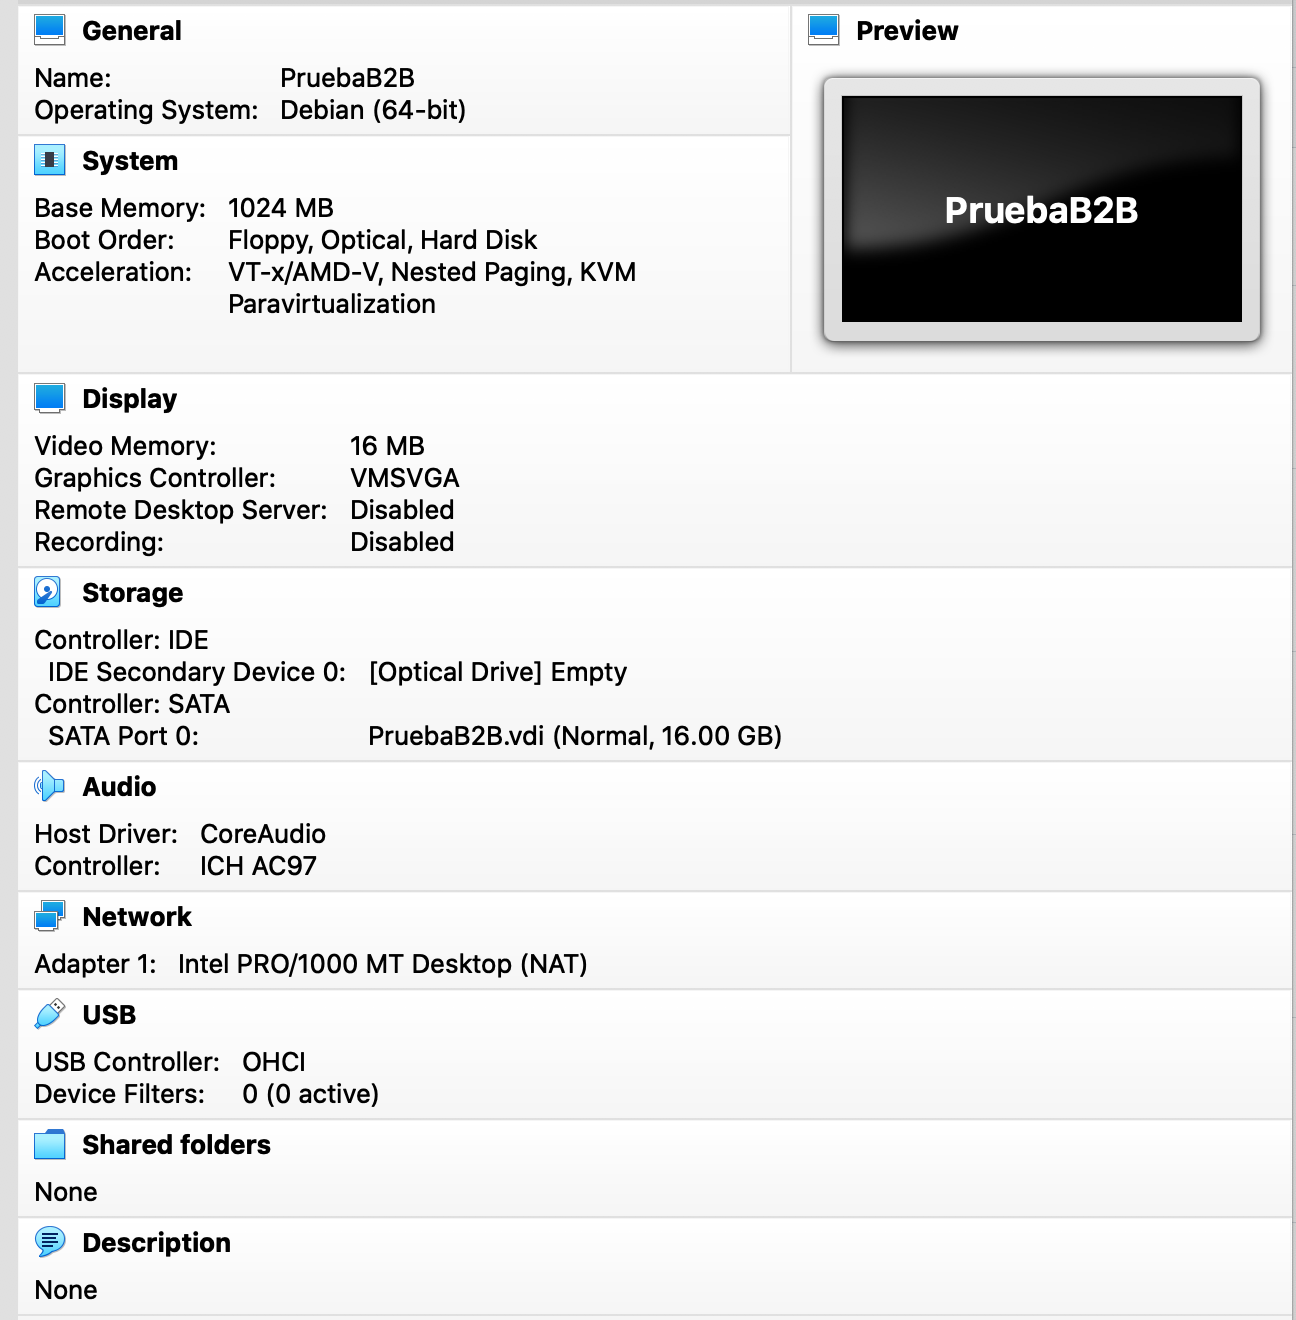 General
Name: PruebaB2B
Operating System: Debian (64-bit)
Preview
PruebaB2B
System
Base Memory: 1024 MB
Boot Order: Floppy, Optical, Hard Disk
Acceleration: VT-x/AMD-V, Nested Paging, KVM
Paravirtualization
Display
Video Memory: 16 MB
Graphics Controller: VMSVGA
Remote Desktop Server: Disabled
Recording: Disabled
Storage
Controller: IDE
IDE Secondary Device 0: [Optical Drive] Empty
Controller: SATA
SATA Port 0: PruebaB2B.vdi (Normal, 16.00 GB)
Audio
Host Driver: CoreAudio
Controller: ICH AC97
Network
Adapter 1: Intel PRO/1000 MT Desktop (NAT)
USB
USB Controller: OHCI
Device Filters: 0 (0 active)
Shared folders
None
Description
None